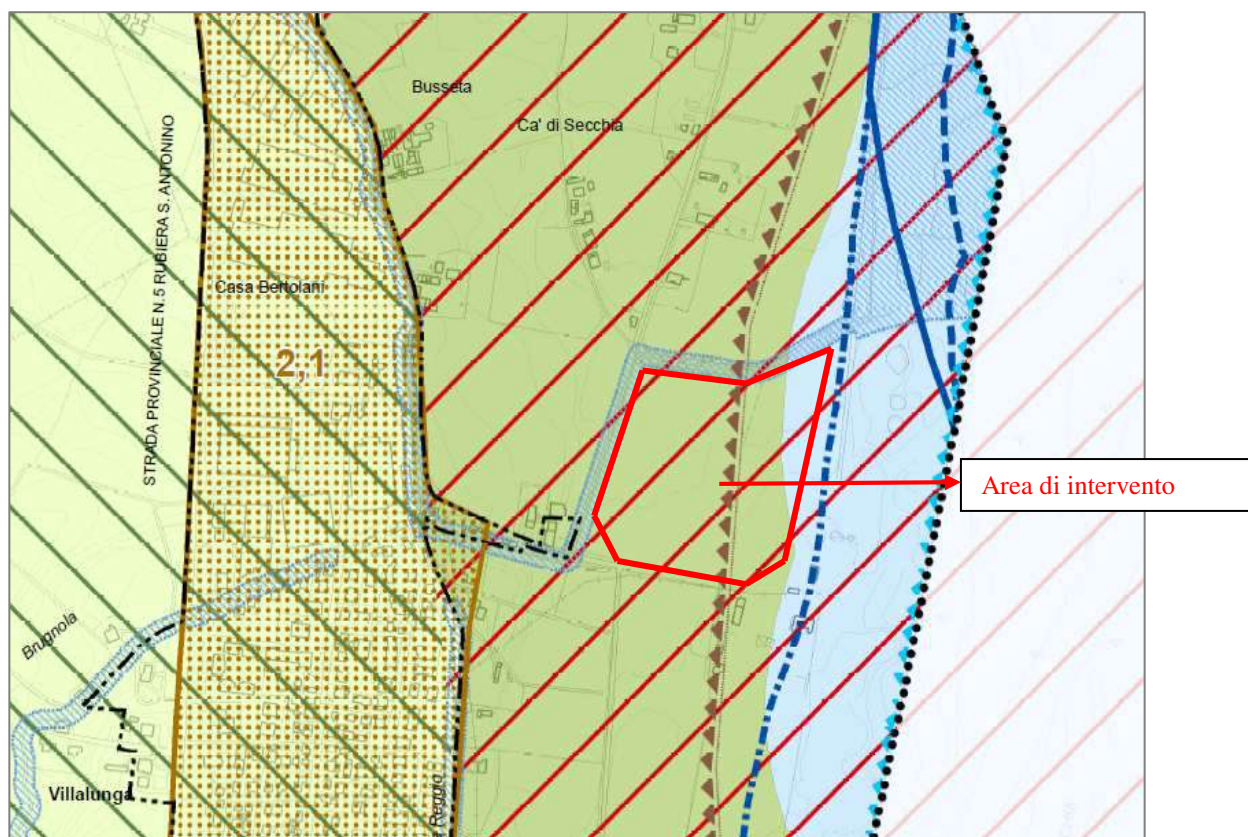 Busseta
Ca' di Secchia
STRADA PROVINCIALE N.5 RUBIERA S. ANTONINO
Casa Bertolani
2,1
Area di intervento
Brugnola
Villalunga
Reggio